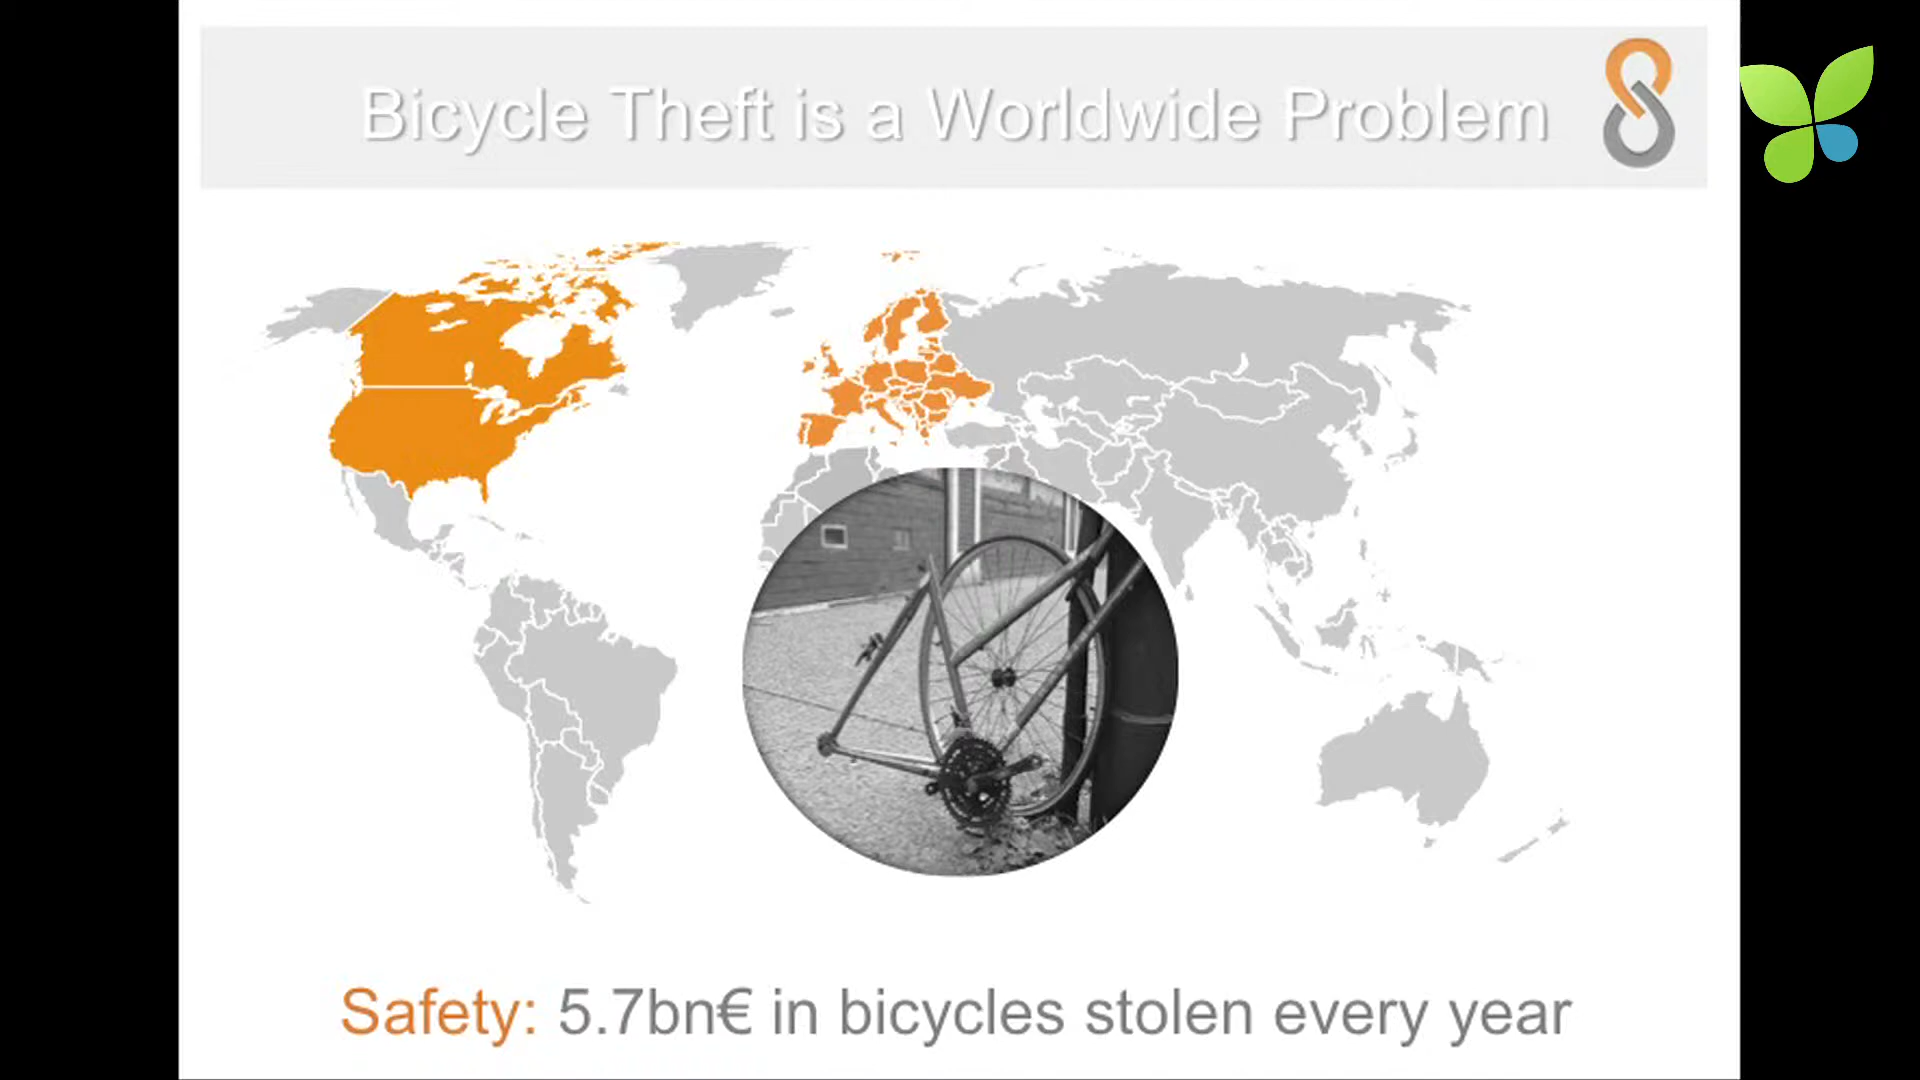 Bicycle Theft is a Worldwide Problem
Safety: 5.7bn€ in bicycles stolen every year